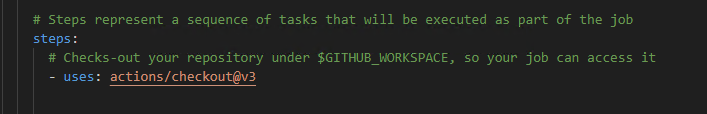 # Steps represent a sequence of tasks that will be executed as part of the job
steps:
# Checks-out your repository under $GITHUB_WORKSPACE, so your job can access it
- uses: actions/checkout@v3